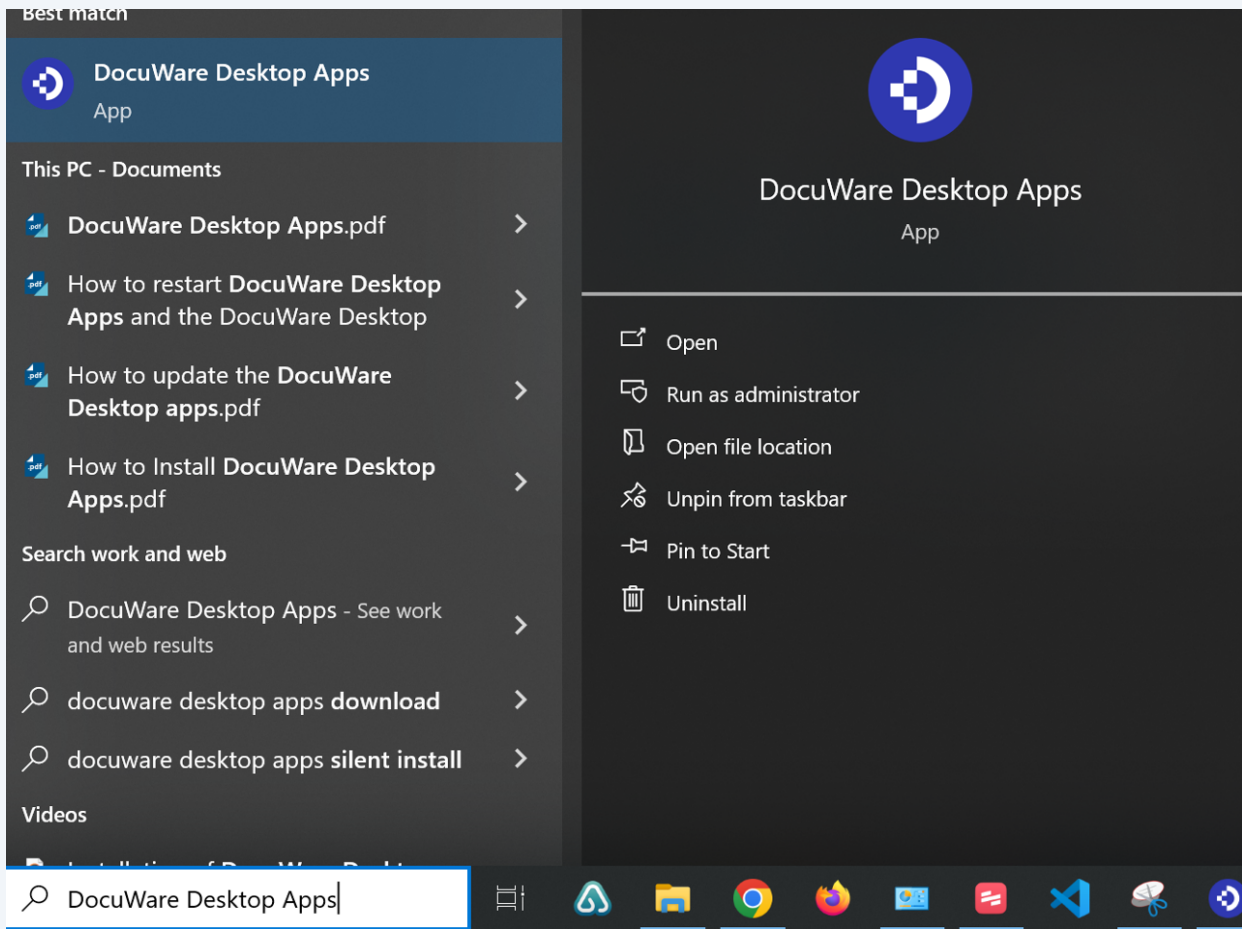 Best match
DocuWare Desktop Apps
App
This PC - Documents
DocuWare Desktop Apps.pdf
How to restart DocuWare Desktop
Apps and the DocuWare Desktop
How to update the DocuWare
Desktop apps.pdf
How to Install DocuWare Desktop
Apps.pdf
Search work and web
DocuWare Desktop Apps - See work
and web results
docuware desktop apps download
docuware desktop apps silent install
Videos
Installation of DocuWare Desktop
DocuWare Desktop Apps
DocuWare Desktop Apps
App
Open
Run as administrator
Open file location
Unpin from taskbar
Pin to Start
Uninstall